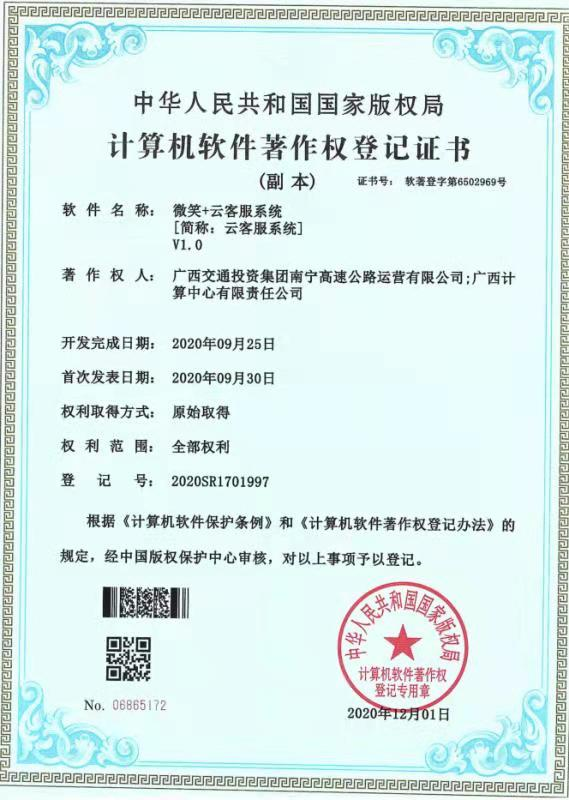 中华人民共和国国家版权局
计算机软件著作权登记证书
(副本)
证书号： 软著登字第6502969号
软件名称： 微笑+云客服系统
[简称：云客服系统]
V1.0
著作权人： 广西交通投资集团南宁高速公路运营有限公司;广西计
算中心有限责任公司
开发完成日期： 2020年09月25日
首次发表日期： 2020年09月30日
权利取得方式： 原始取得
权利范围： 全部权利
登记号： 2020SR1701997
根据《计算机软件保护条例》和《计算机软件著作权登记办法》的
规定，经中国版权保护中心审核，对以上事项予以登记。
中华人民共和国国家版权局
计算机软件著作权
登记专用章
No. 06865172
2020年12月01日